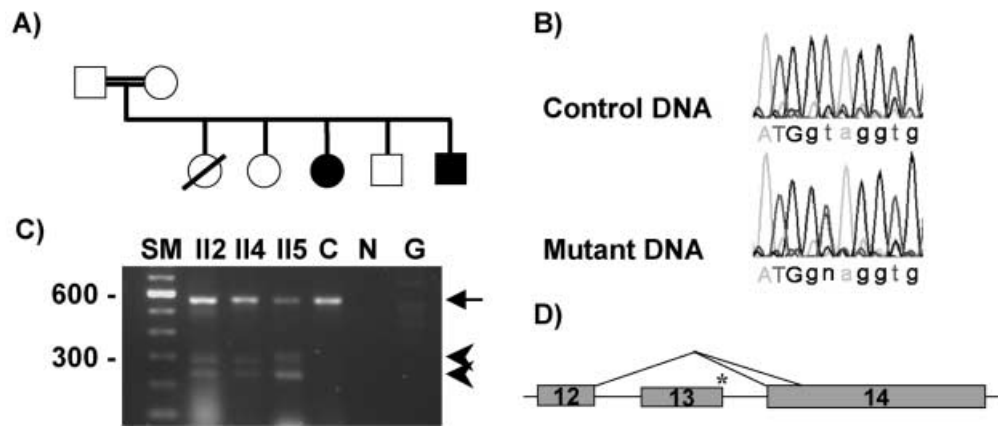 A)
B)
Control DNA
ATGgtaggtg
Mutant DNA
ATGgnaggtg
C)
SM II2 II4 II5 C N G
600 -
300 -
D)
12 13 * 14